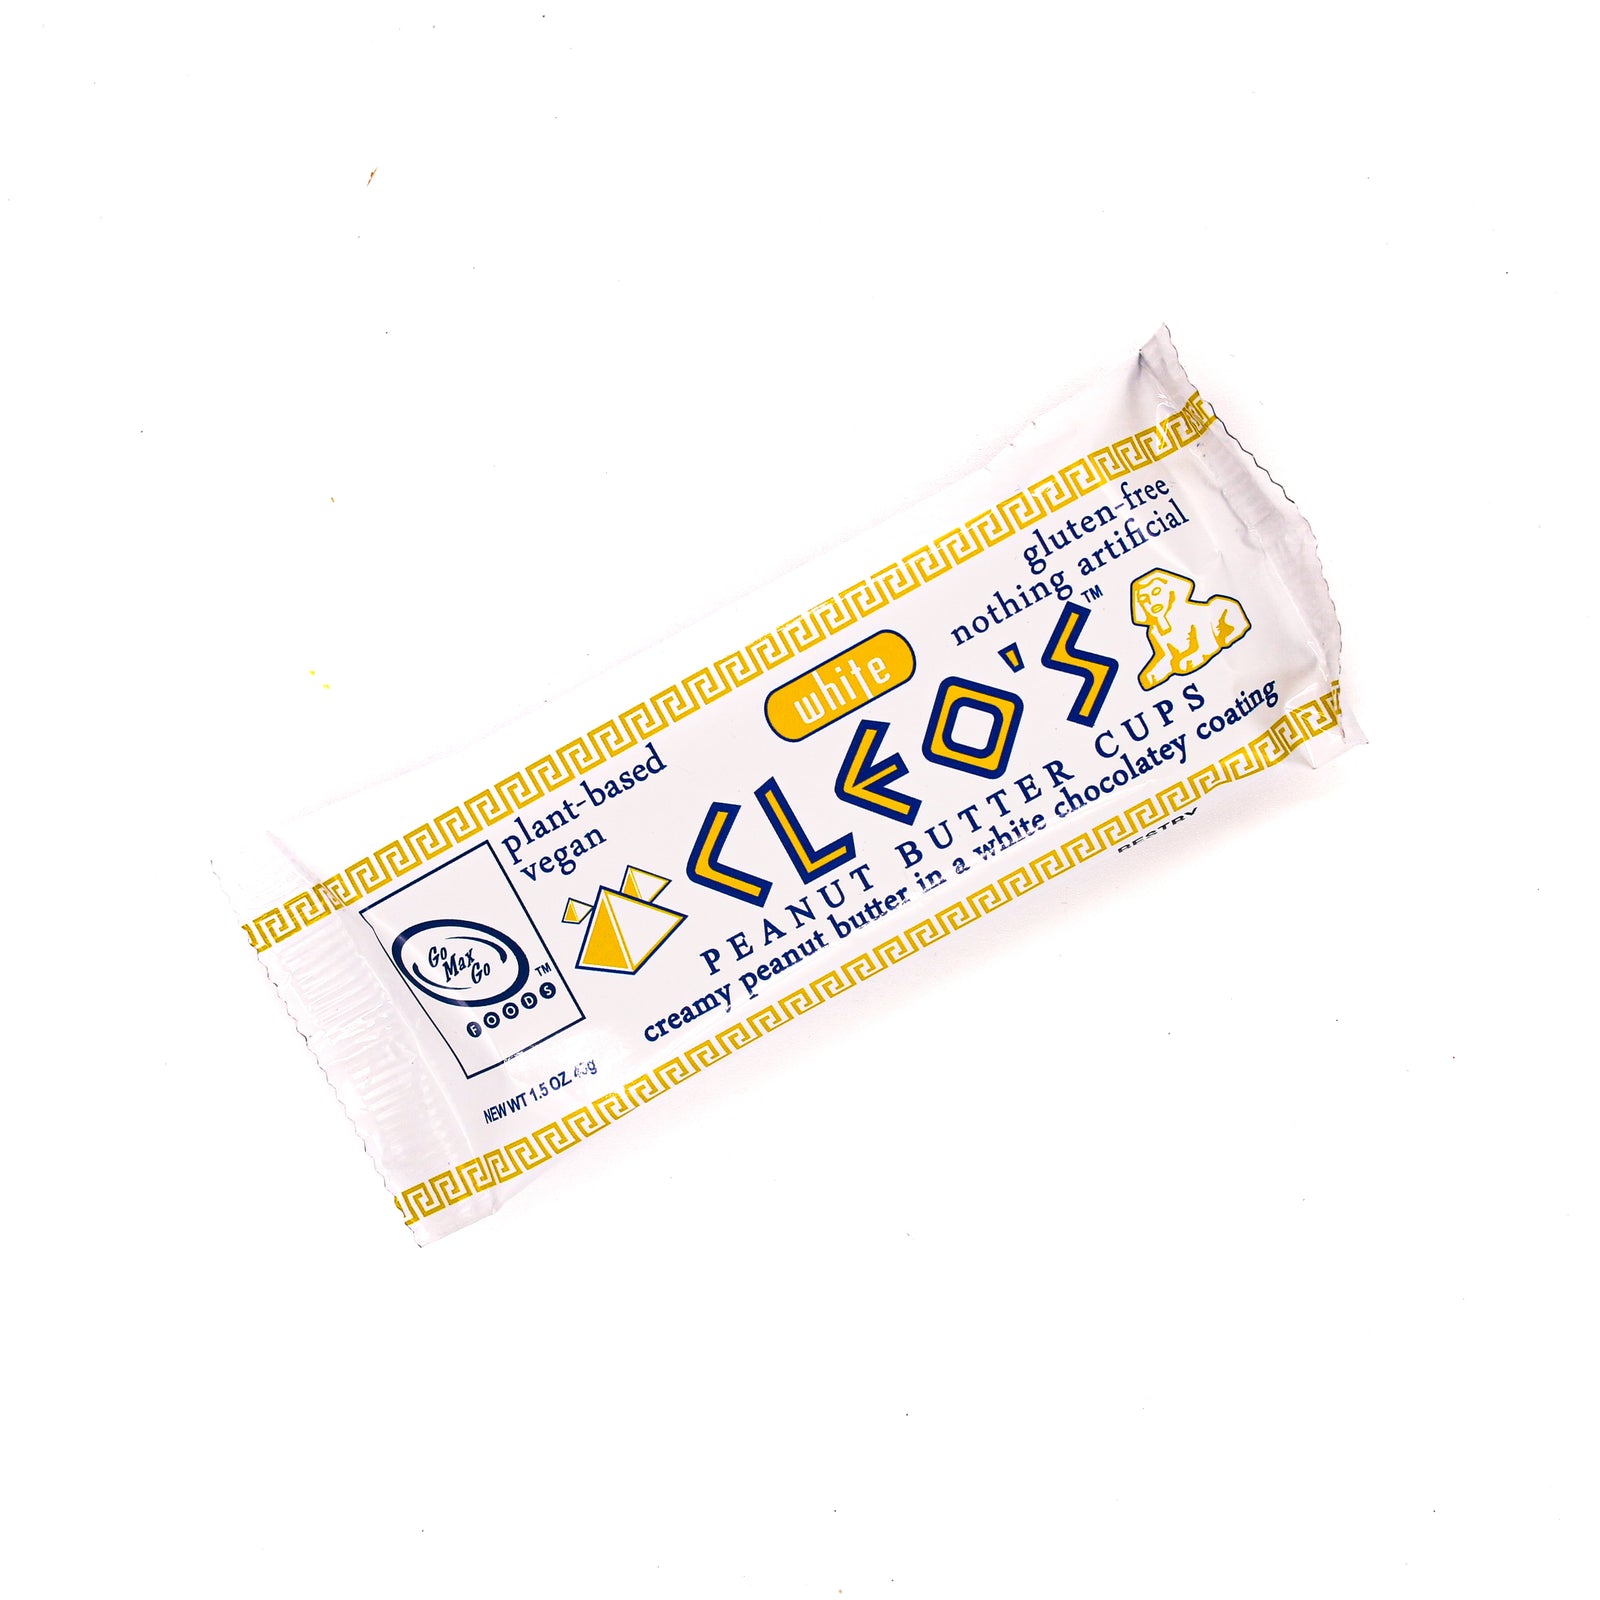 plant-based
vegan
white
gluten-free
nothing artificial
CLEO'S™
PEANUT BUTTER CUPS
creamy peanut butter in a white chocolatey coating
Go
Max
Go
™
FOODS
NEW WT 1.5 OZ.